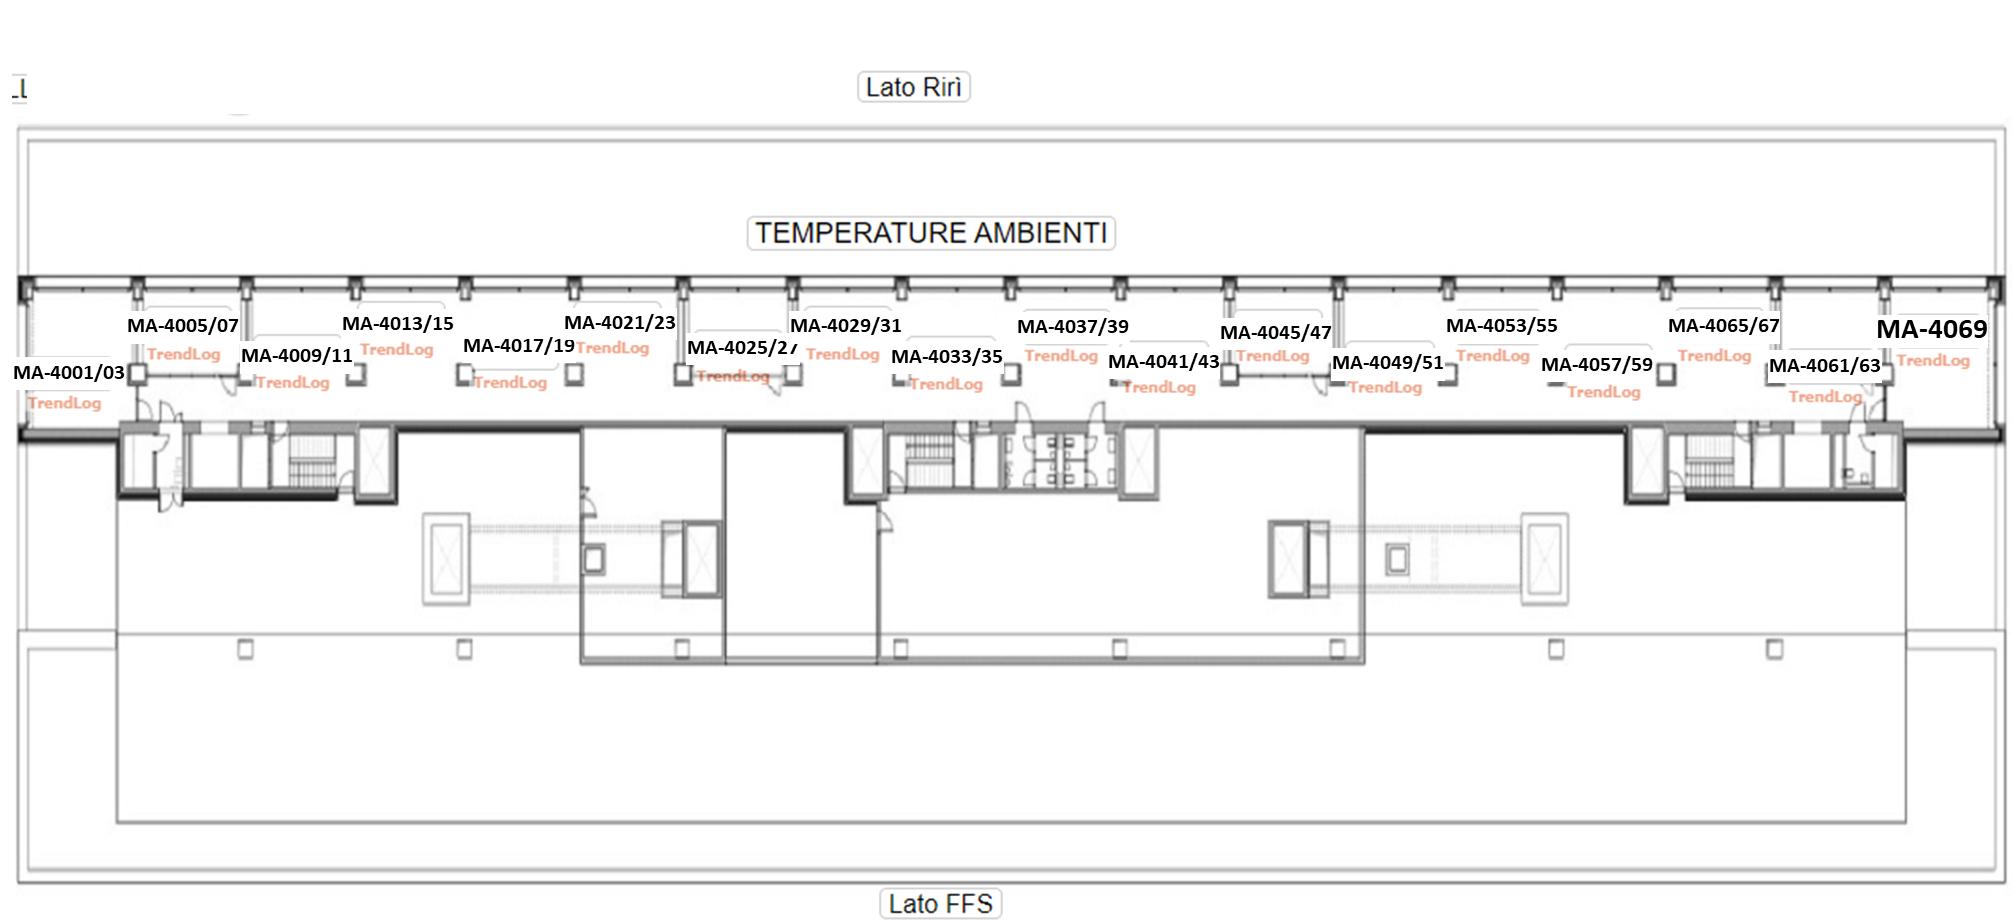 Lato Rirì
TEMPERATURE AMBIENTI
MA-4001/03
TrendLog
MA-4005/07
TrendLog
MA-4009/11
TrendLog
MA-4013/15
TrendLog
MA-4017/19
TrendLog
MA-4021/23
TrendLog
MA-4025/27
TrendLog
MA-4029/31
TrendLog
MA-4033/35
TrendLog
MA-4037/39
TrendLog
MA-4041/43
TrendLog
MA-4045/47
TrendLog
MA-4049/51
TrendLog
MA-4053/55
TrendLog
MA-4057/59
TrendLog
MA-4065/67
TrendLog
MA-4061/63
TrendLog
MA-4069
TrendLog
Lato FFS